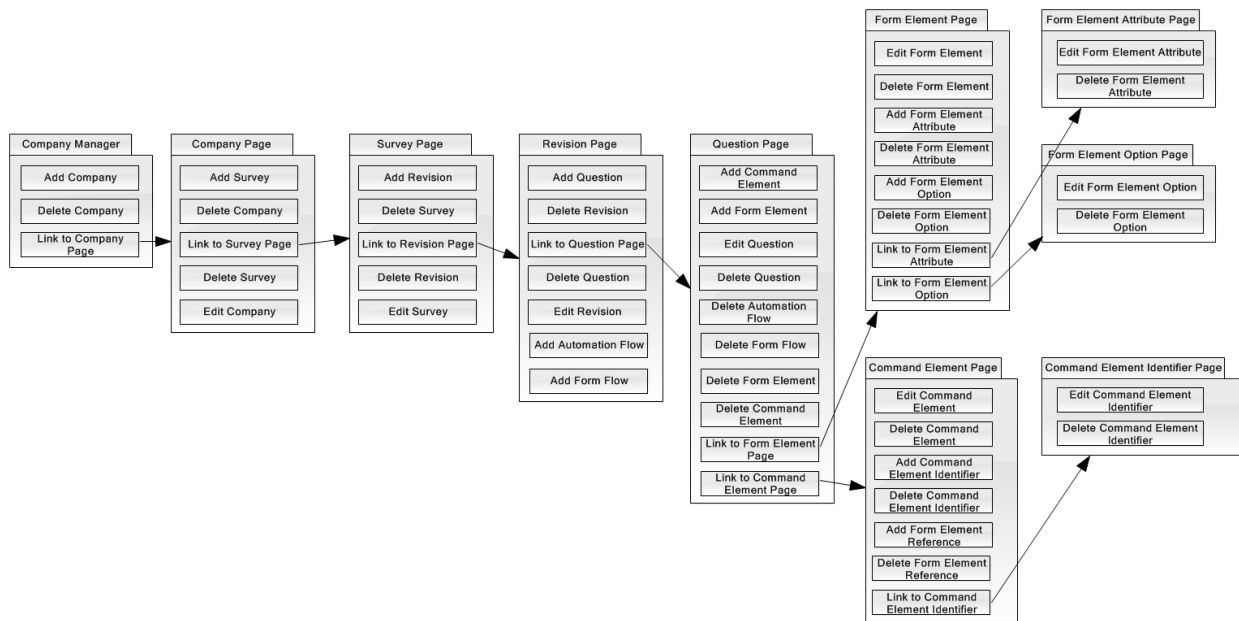 Company Manager
Add Company
Delete Company
Link to Company
Page
Company Page
Add Survey
Delete Company
Link to Survey Page
Delete Survey
Edit Company
Survey Page
Add Revision
Delete Survey
Link to Revision Page
Delete Revision
Edit Survey
Revision Page
Add Question
Delete Revision
Link to Question Page
Delete Question
Edit Revision
Add Automation Flow
Add Form Flow
Question Page
Add Command
Element
Add Form Element
Edit Question
Delete Question
Delete Automation
Flow
Delete Form Flow
Delete Form Element
Delete Command
Element
Link to Form Element
Page
Link to Command
Element Page
Form Element Page
Edit Form Element
Delete Form Element
Add Form Element
Attribute
Delete Form Element
Attribute
Add Form Element
Option
Delete Form Element
Option
Link to Form Element
Attribute
Link to Form Element
Option
Form Element Attribute Page
Edit Form Element Attribute
Delete Form Element
Attribute
Form Element Option Page
Edit Form Element Option
Delete Form Element
Option
Command Element Page
Edit Command
Element
Delete Command
Element
Add Command
Element Identifier
Delete Command
Element Identifier
Add Form Element
Reference
Delete Form Element
Reference
Link to Command
Element Identifier
Command Element Identifier Page
Edit Command Element
Identifier
Delete Command Element
Identifier